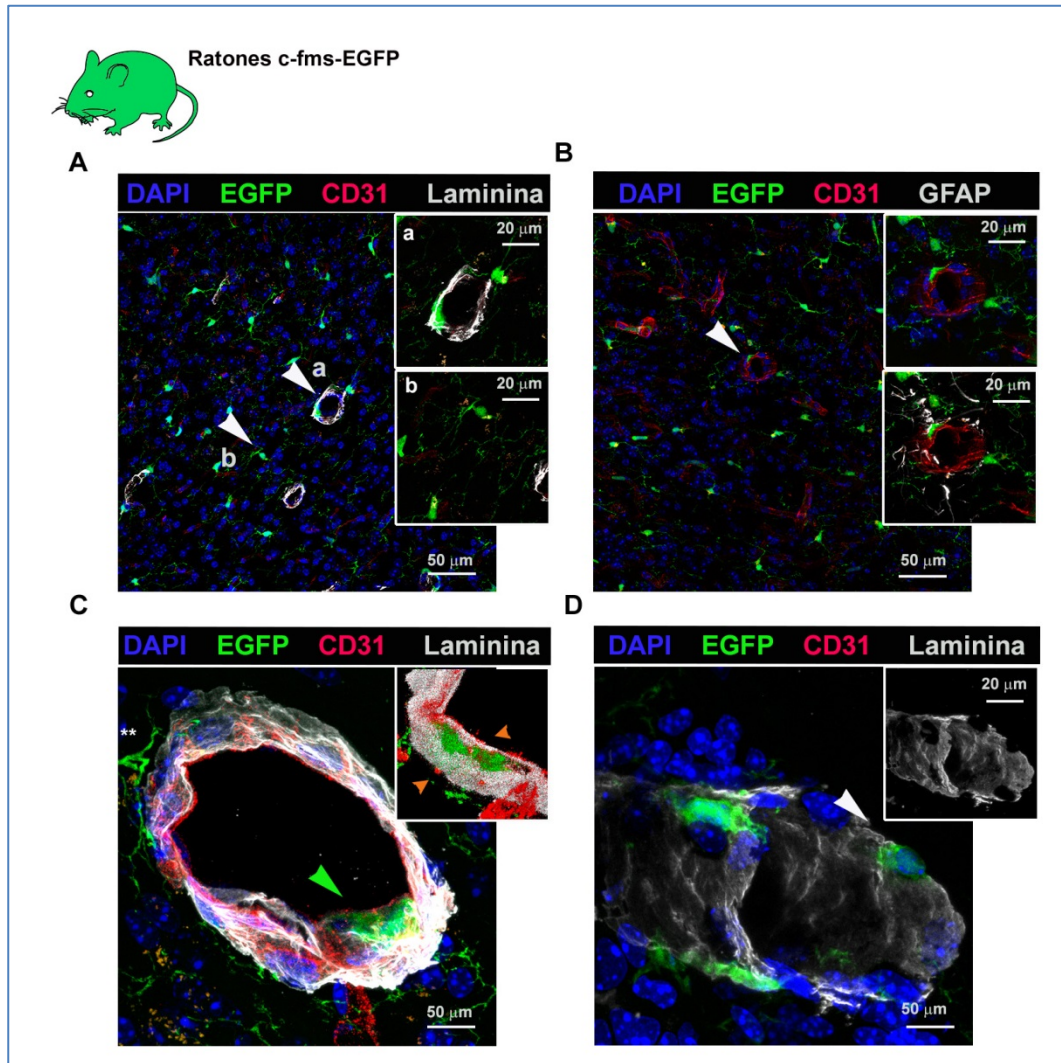 Ratones c-fms-EGFP
A
DAPI EGFP CD31 Laminina
a
20 μm
a
b
b
20 μm
50 μm
B
DAPI EGFP CD31 GFAP
20 μm
20 μm
50 μm
C
DAPI EGFP CD31 Laminina
**
50 μm
D
DAPI EGFP CD31 Laminina
20 μm
50 μm